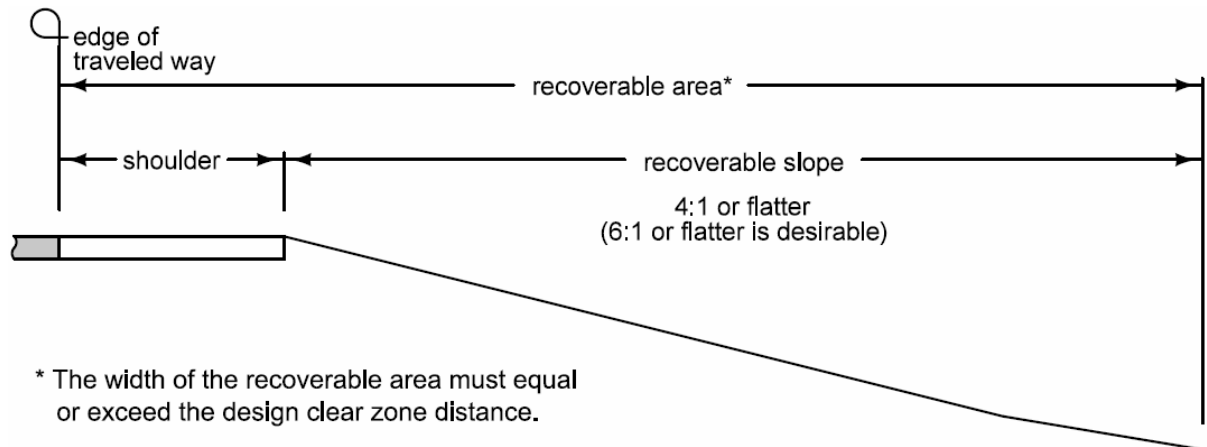 edge of
traveled way
recoverable area*
shoulder
recoverable slope
4:1 or flatter
(6:1 or flatter is desirable)
* The width of the recoverable area must equal
or exceed the design clear zone distance.